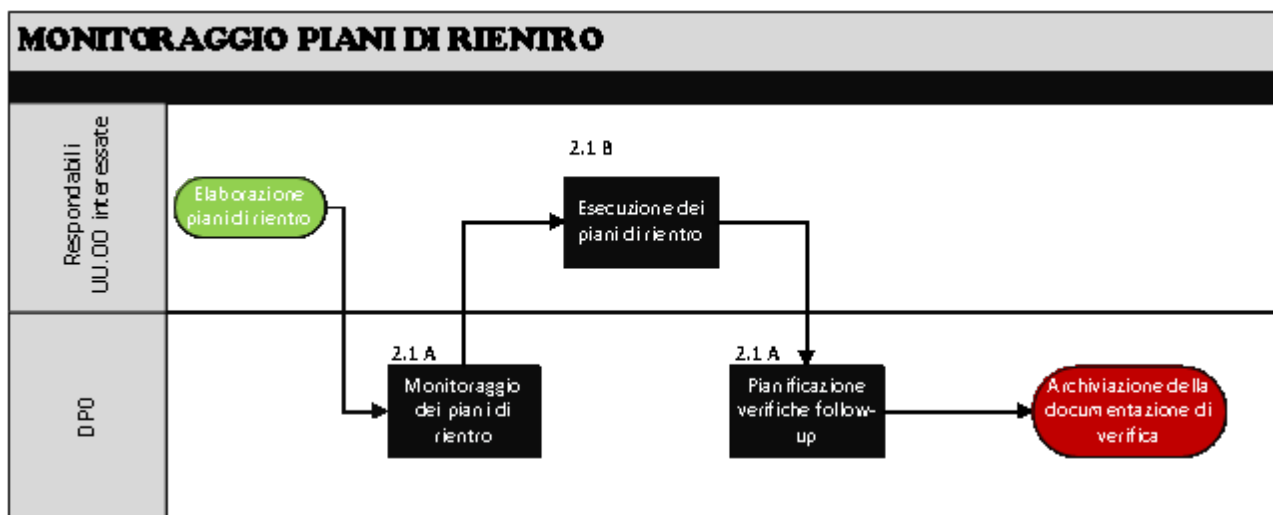 MONITORAGGIO PIANI DI RIENTRO
Respondabili
UU.OO interessate
Elaborazione
piani di rientro
2.1 B
Esecuzione dei
piani di rientro
DPO
2.1 A
Monitoraggio
dei piani di
rientro
2.1 A
Pianificazione
verifiche follow-
up
Archiviazione della
documentazione di
verifica